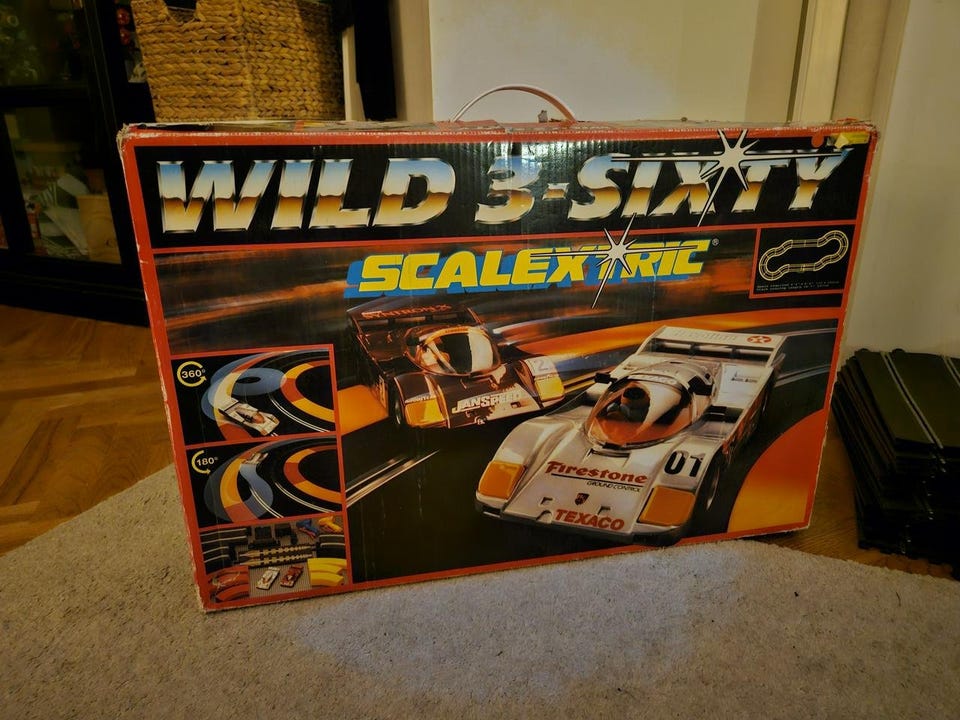 WILD 3-SIXTY
SCALEXTRIC®
360°
180°
JANSPEED
Firestone
GROUND CONTROL
01
TEXACO